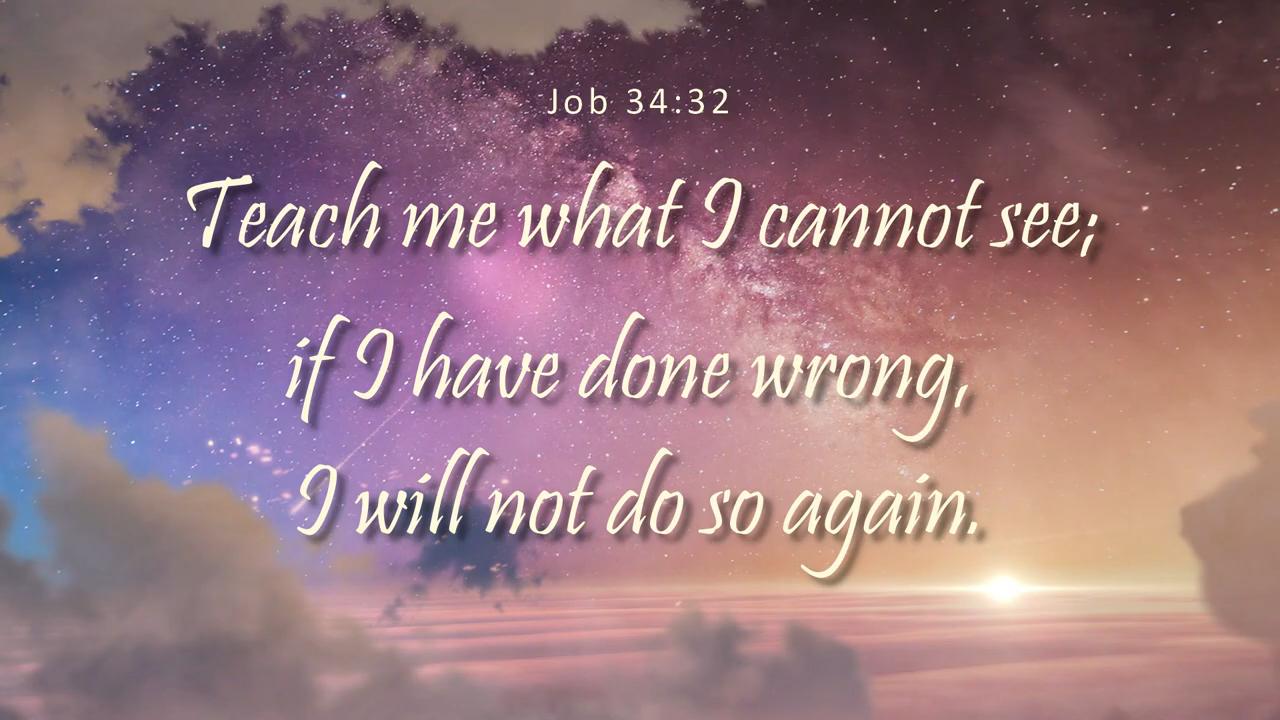 Job 34:32
Teach me what I cannot see;
if I have done wrong,
I will not do so again.